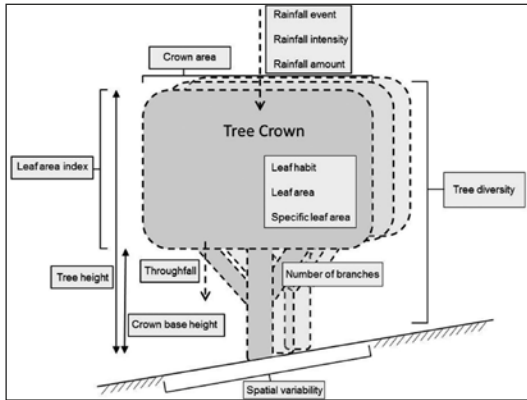 Rainfall event
Rainfall intensity
Rainfall amount
Crown area
Tree Crown
Leaf area index
Leaf habit
Leaf area
Specific leaf area
Tree diversity
Tree height
Throughfall
Number of branches
Crown base height
Spatial variability